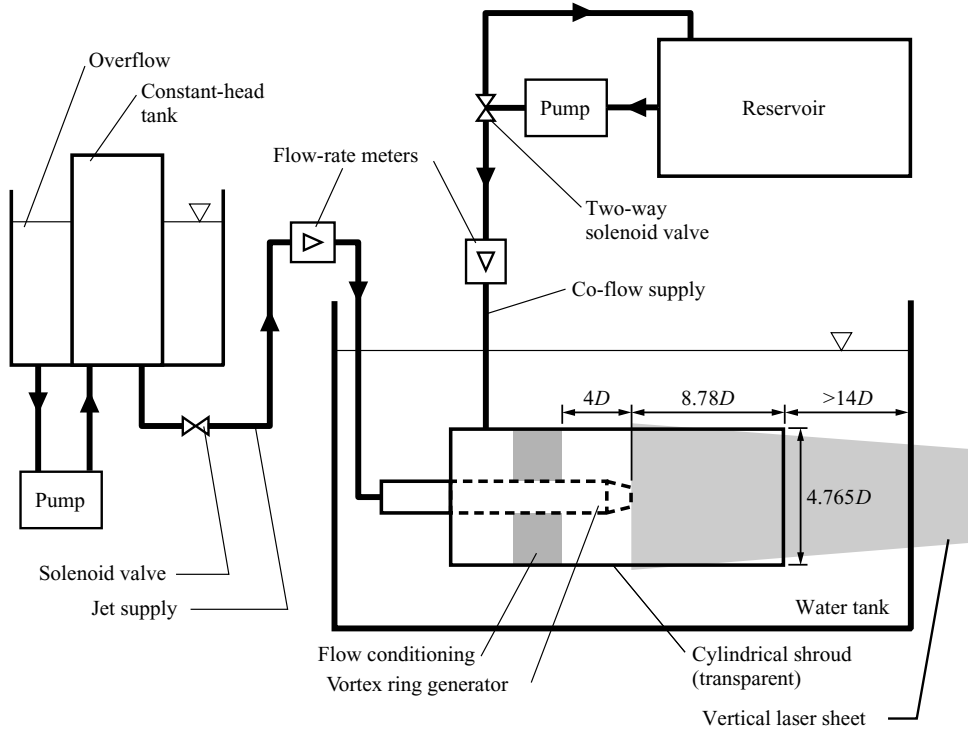 Overflow
Constant-head
tank
Flow-rate meters
Pump
Reservoir
Two-way
solenoid valve
Co-flow supply
4D
8.78D
>14D
4.765D
Pump
Solenoid valve
Jet supply
Water tank
Flow conditioning
Vortex ring generator
Cylindrical shroud
(transparent)
Vertical laser sheet